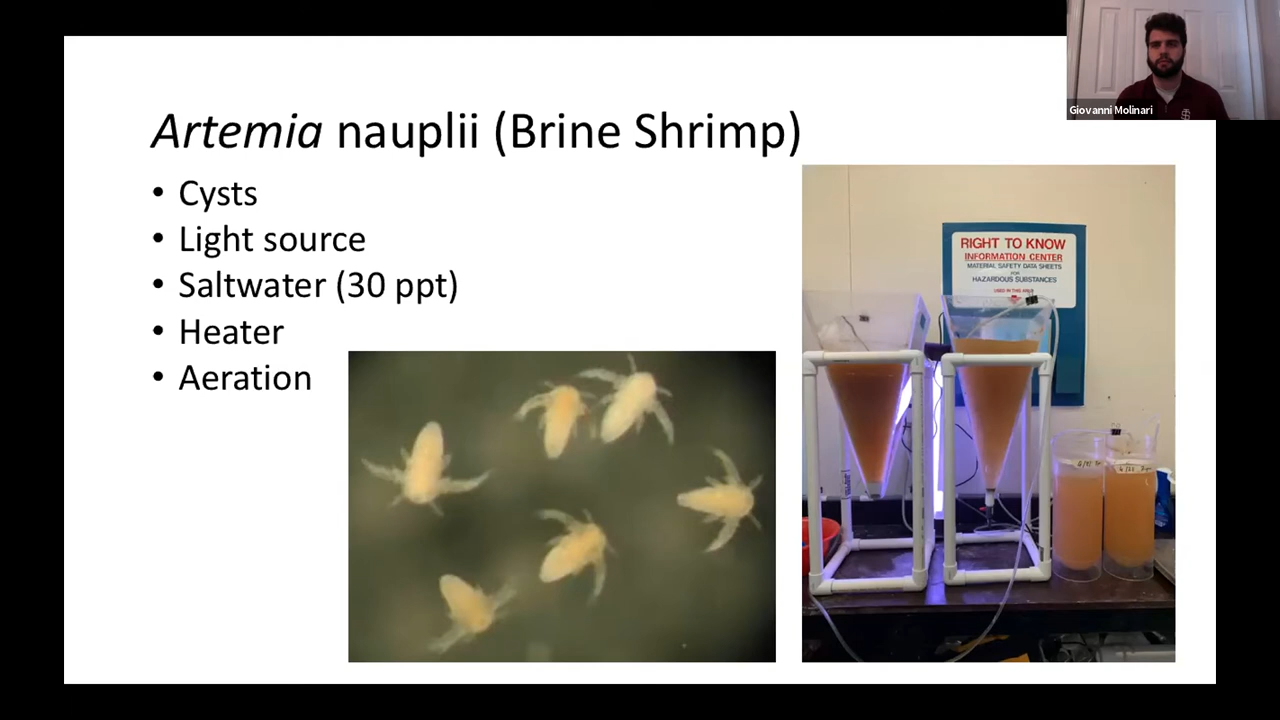 Giovanni Molinari
Artemia nauplii (Brine Shrimp)
• Cysts
• Light source
• Saltwater (30 ppt)
• Heater
• Aeration
RIGHT TO KNOW
INFORMATION CENTER
MATERIAL SAFETY DATA SHEETS
FOR
HAZARDOUS SUBSTANCES
USED IN THIS AREA